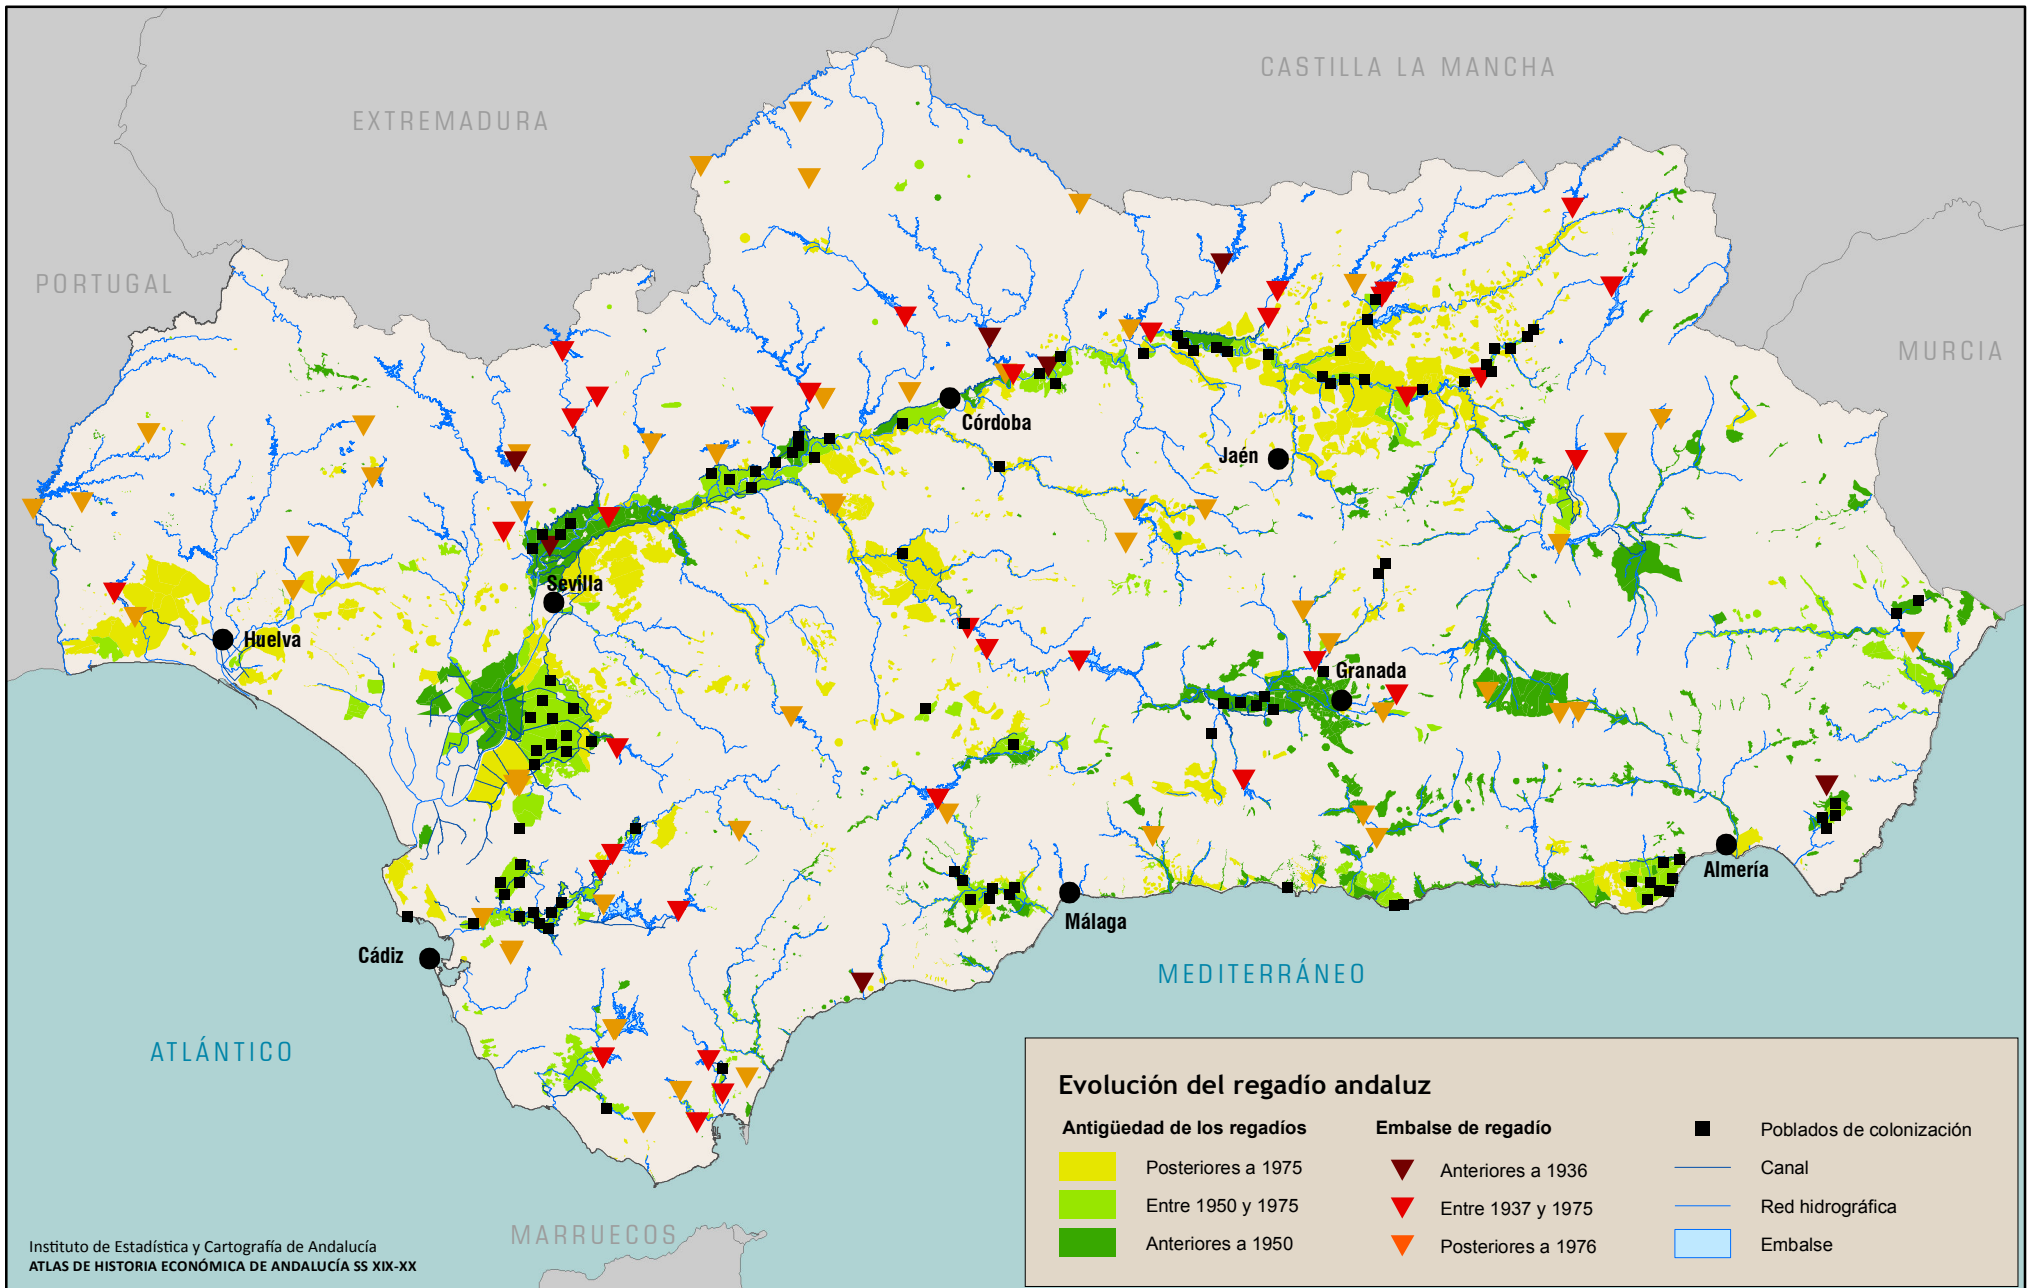 CASTILLA LA MANCHA
EXTREMADURA
PORTUGAL
MURCIA
Córdoba
Jaén
Sevilla
Huelva
Granada
Almería
Málaga
Cádiz
MEDITERRÁNEO
ATLÁNTICO
MARRUECOS
Evolución del regadío andaluz
Antigüedad de los regadíos
Posteriores a 1975
Entre 1950 y 1975
Anteriores a 1950
Embalse de regadío
Anteriores a 1936
Entre 1937 y 1975
Posteriores a 1976
Poblados de colonización
Canal
Red hidrográfica
Embalse
Instituto de Estadística y Cartografía de Andalucía
ATLAS DE HISTORIA ECONÓMICA DE ANDALUCÍA SS XIX-XX